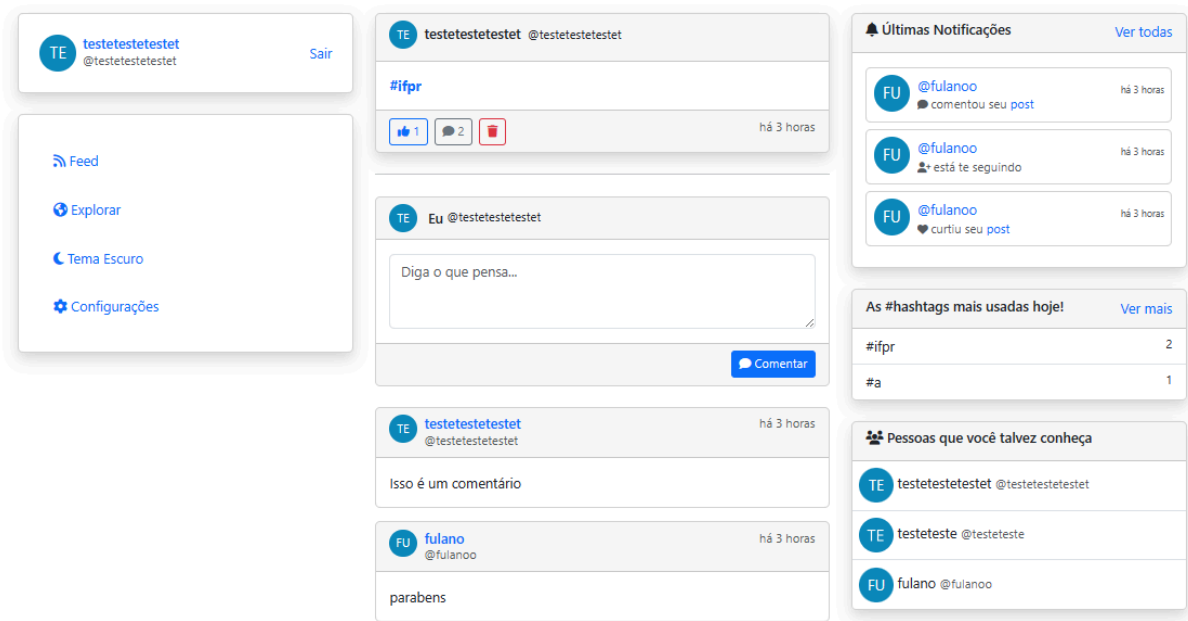 TE
testetestetestet
@testetestetestet
Sair
Feed
Explorar
Tema Escuro
Configurações
TE testetestetestet @testetestetestet
#ifpr
1 2 há 3 horas
TE Eu @testetestetestet
Diga o que pensa...
Comentar
TE testetestetestet há 3 horas
@testetestetestet
Isso é um comentário
FU fulano há 3 horas
@fulanoo
parabens
Últimas Notificações Ver todas
FU @fulanoo há 3 horas
comentou seu post
FU @fulanoo há 3 horas
está te seguindo
FU @fulanoo há 3 horas
curtiu seu post
As #hashtags mais usadas hoje! Ver mais
#ifpr 2
#a 1
Pessoas que você talvez conheça
TE testetestetestet @testetestetestet
TE testeteste @testeteste
FU fulano @fulanoo